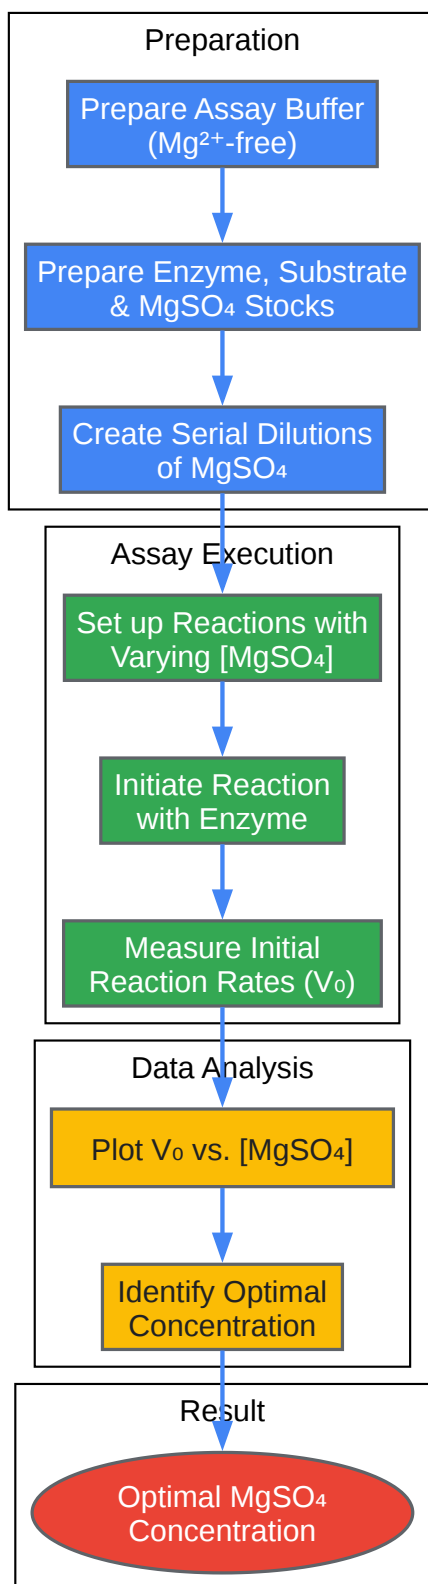 Preparation
Prepare Assay Buffer
(Mg²⁺-free)
Prepare Enzyme, Substrate
& MgSO₄ Stocks
Create Serial Dilutions
of MgSO₄
Assay Execution
Set up Reactions with
Varying [MgSO₄]
Initiate Reaction
with Enzyme
Measure Initial
Reaction Rates (V₀)
Data Analysis
Plot V₀ vs. [MgSO₄]
Identify Optimal
Concentration
Result
Optimal MgSO₄
Concentration